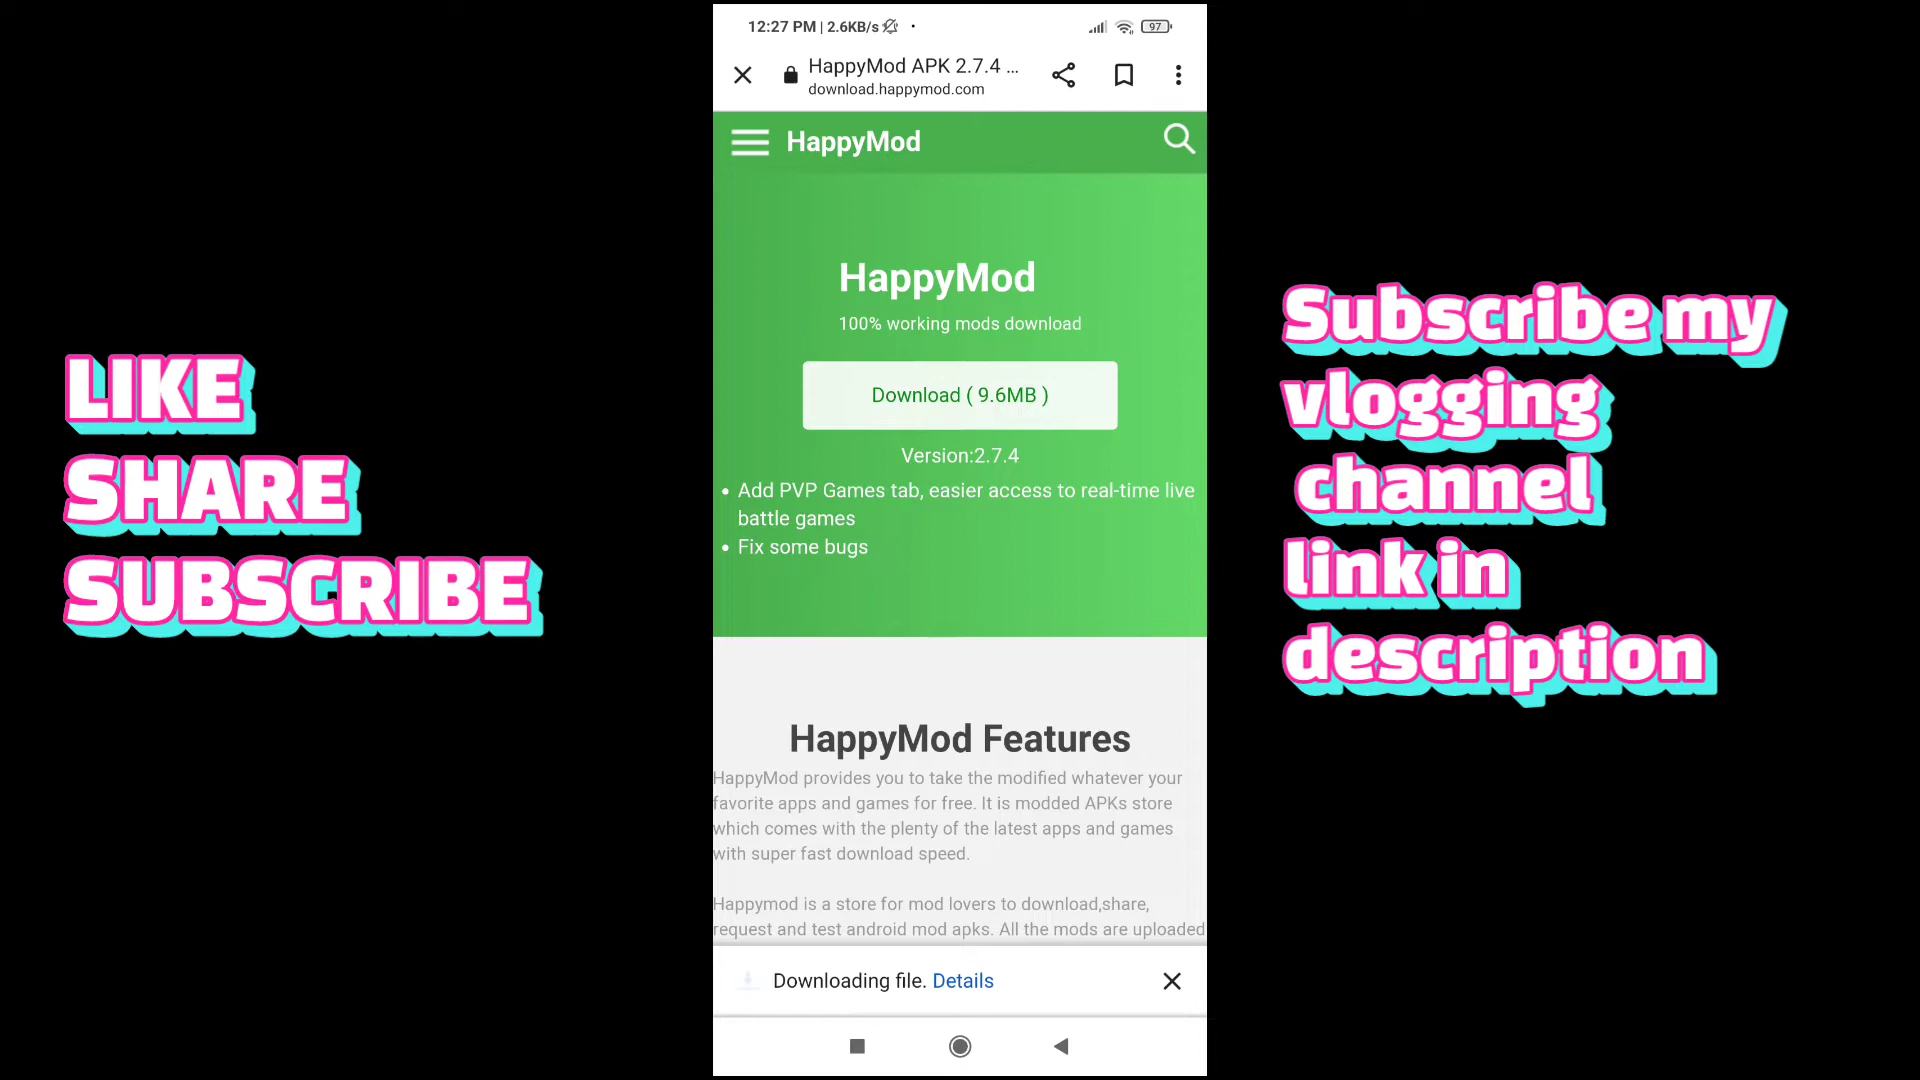 12:27 PM | 2.6KB/s
97
HappyMod APK 2.7.4 ...
download.happymod.com
HappyMod
HappyMod
100% working mods download
Download ( 9.6MB )
Version:2.7.4
• Add PVP Games tab, easier access to real-time live
battle games
• Fix some bugs
HappyMod Features
HappyMod provides you to take the modified whatever your
favorite apps and games for free. It is modded APKs store
which comes with the plenty of the latest apps and games
with super fast download speed.
Happymod is a store for mod lovers to download,share,
request and test android mod apks. All the mods are uploaded
Downloading file. Details
LIKE
SHARE
SUBSCRIBE
Subscribe my
vlogging
channel
link in
description